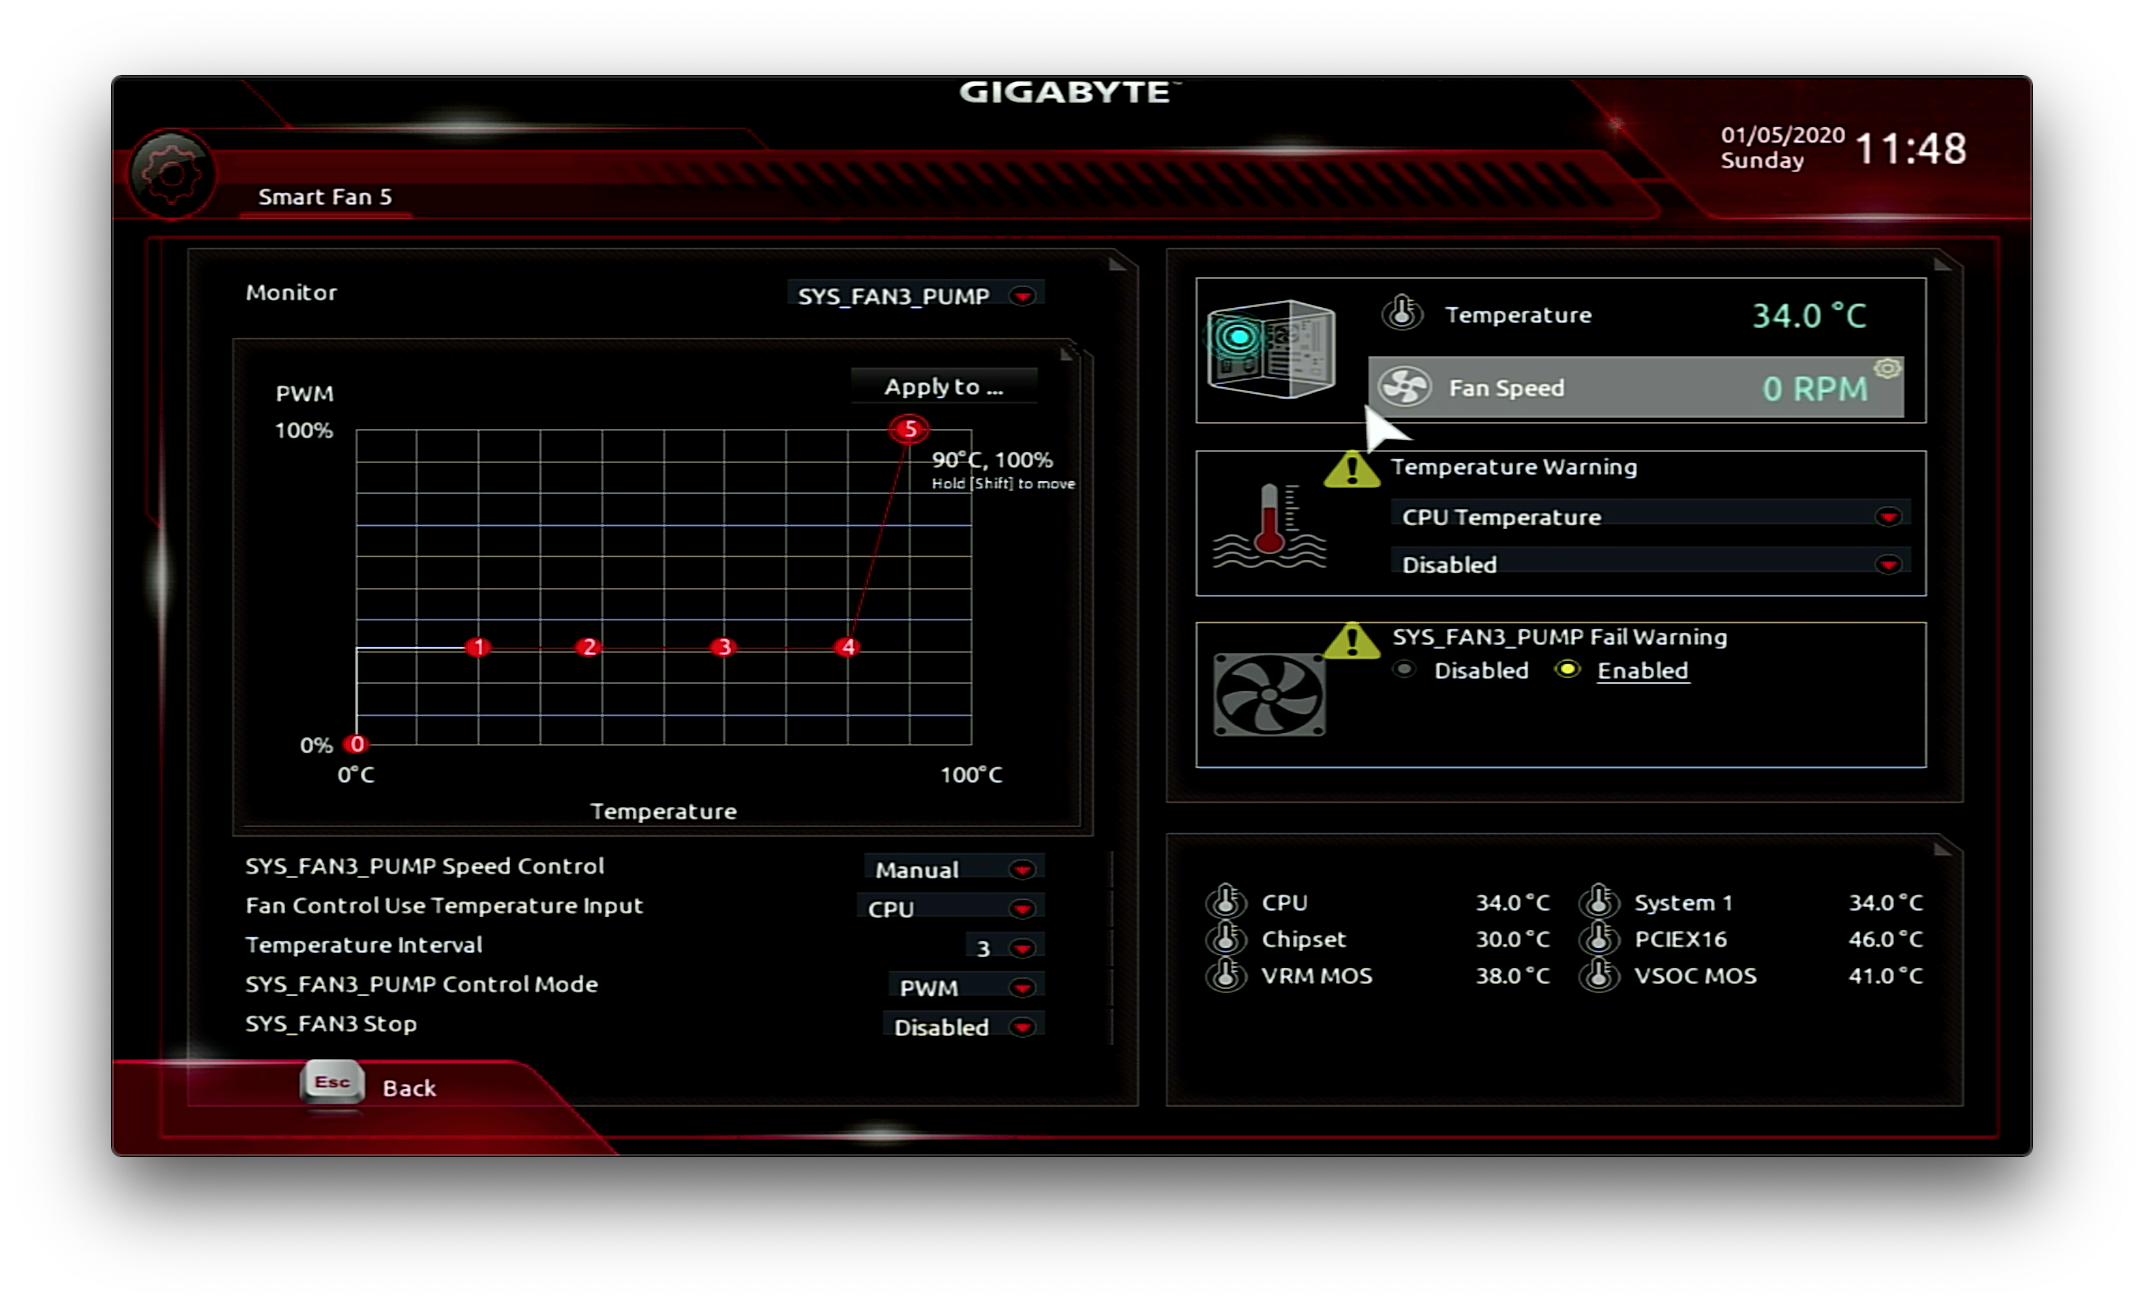 GIGABYTE™
01/05/2020
Sunday
11:48
Smart Fan 5
Monitor
SYS_FAN3_PUMP
Apply to ...
PWM
100%
5
90°C, 100%
Hold [Shift] to move
1
2
3
4
0%
0
0°C
100°C
Temperature
SYS_FAN3_PUMP Speed Control
Manual
Fan Control Use Temperature Input
CPU
Temperature Interval
3
SYS_FAN3_PUMP Control Mode
PWM
SYS_FAN3 Stop
Disabled
Esc
Back
Temperature
34.0 °C
Fan Speed
0 RPM
Temperature Warning
CPU Temperature
Disabled
SYS_FAN3_PUMP Fail Warning
Disabled
Enabled
CPU
34.0 °C
System 1
34.0 °C
Chipset
30.0 °C
PCIEX16
46.0 °C
VRM MOS
38.0 °C
VSOC MOS
41.0 °C